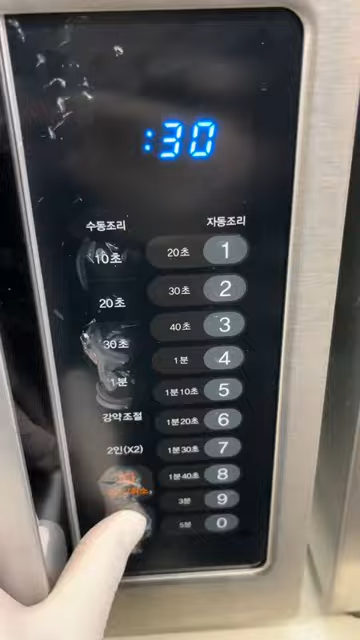 :30
수동조리 자동조리
10초 20초 1
20초 30초 2
30초 40초 3
1분 1분 4
강약조절 1분10초 5
2인(X2) 1분20초 6
1분30초 7
1분40초 8
3분 9
5분 0